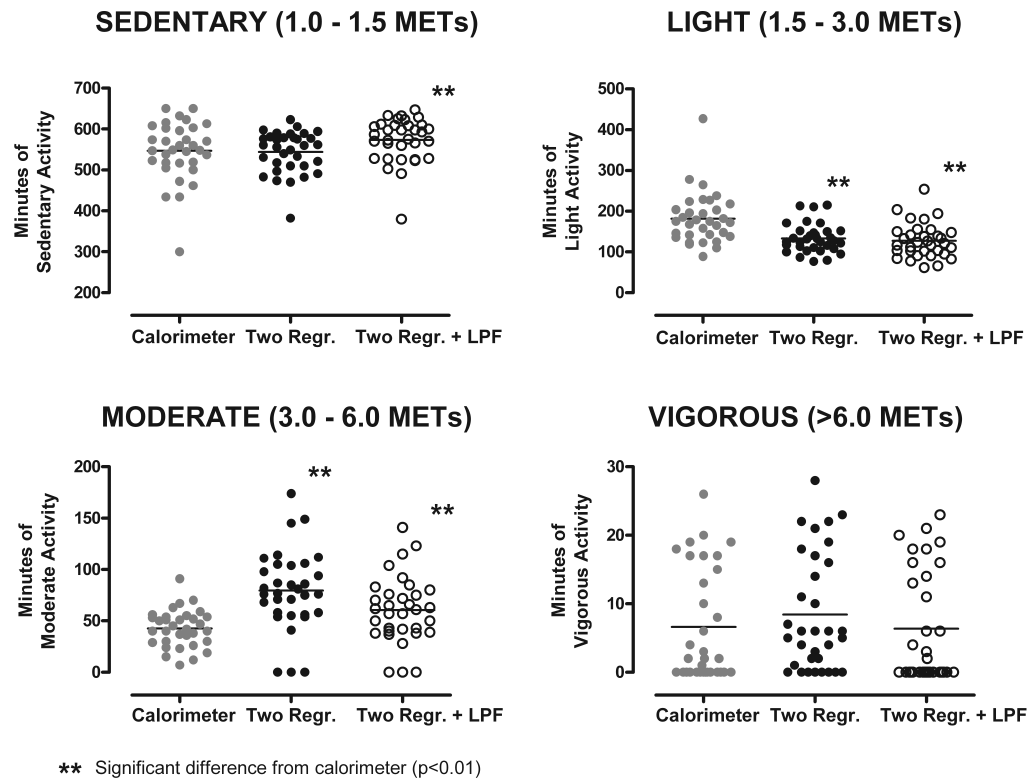 SEDENTARY (1.0 - 1.5 METs)
700
600
500
400
300
200
Minutes of
Sedentary Activity
**
Calorimeter Two Regr. Two Regr. + LPF
LIGHT (1.5 - 3.0 METs)
500
400
300
200
100
0
Minutes of
Light Activity
**
**
Calorimeter Two Regr. Two Regr. + LPF
MODERATE (3.0 - 6.0 METs)
200
150
100
50
0
Minutes of
Moderate Activity
**
**
Calorimeter Two Regr. Two Regr. + LPF
VIGOROUS (>6.0 METs)
30
20
10
0
Minutes of
Vigorous Activity
Calorimeter Two Regr. Two Regr. + LPF
** Significant difference from calorimeter (p<0.01)